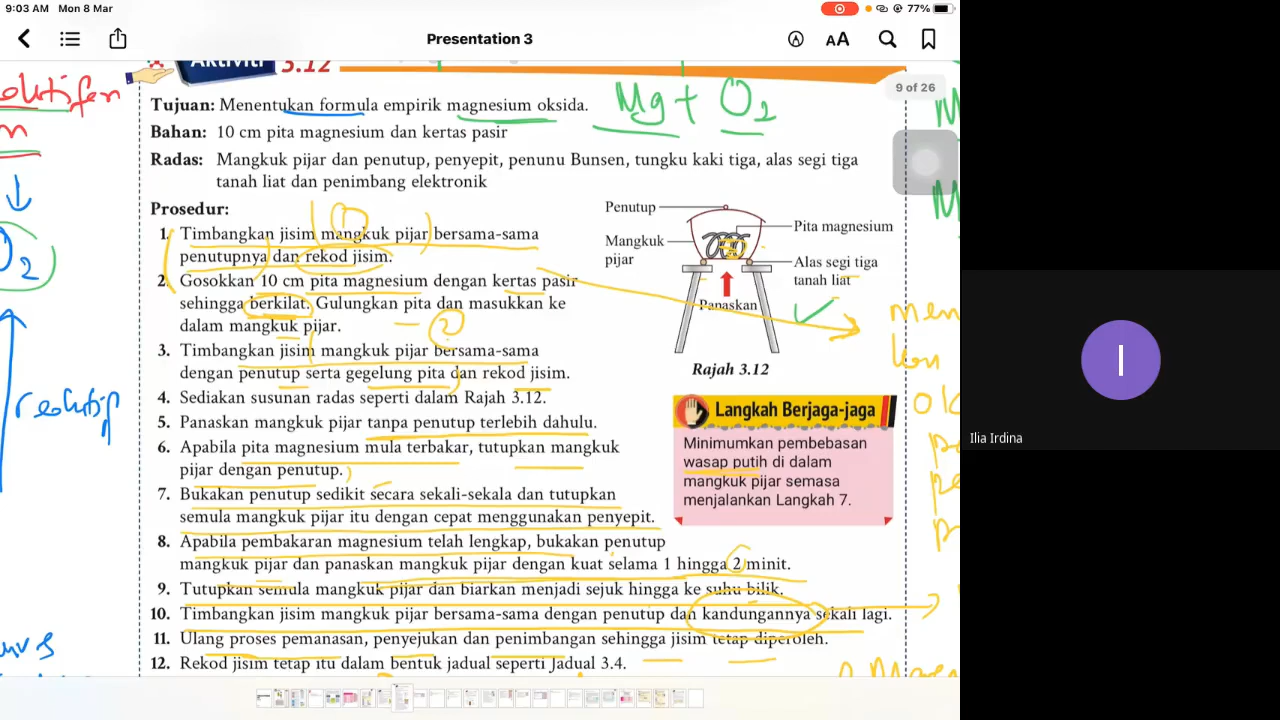 9:03 AM Mon 8 Mar
77%
Presentation 3
AA
9 of 26
Aktiviti 3.12
Tujuan: Menentukan formula empirik magnesium oksida.
Mg + O2
Bahan: 10 cm pita magnesium dan kertas pasir
Radas: Mangkuk pijar dan penutup, penyepit, penunu Bunsen, tungku kaki tiga, alas segi tiga
tanah liat dan penimbang elektronik
Prosedur:
1. Timbangkan jisim mangkuk pijar bersama-sama
penutupnya dan rekod jisim.
2. Gosokkan 10 cm pita magnesium dengan kertas pasir
sehingga berkilat. Gulungkan pita dan masukkan ke
dalam mangkuk pijar.
3. Timbangkan jisim mangkuk pijar bersama-sama
dengan penutup serta gegelung pita dan rekod jisim.
4. Sediakan susunan radas seperti dalam Rajah 3.12.
5. Panaskan mangkuk pijar tanpa penutup terlebih dahulu.
6. Apabila pita magnesium mula terbakar, tutupkan mangkuk
pijar dengan penutup.
7. Bukakan penutup sedikit secara sekali-sekala dan tutupkan
semula mangkuk pijar itu dengan cepat menggunakan penyepit.
8. Apabila pembakaran magnesium telah lengkap, bukakan penutup
mangkuk pijar dan panaskan mangkuk pijar dengan kuat selama 1 hingga 2 minit.
9. Tutupkan semula mangkuk pijar dan biarkan menjadi sejuk hingga ke suhu bilik.
10. Timbangkan jisim mangkuk pijar bersama-sama dengan penutup dan kandungannya sekali lagi.
11. Ulang proses pemanasan, penyejukan dan penimbangan sehingga jisim tetap diperoleh.
12. Rekod jisim tetap itu dalam bentuk jadual seperti Jadual 3.4.
1
2
Penutup
Pita magnesium
Mangkuk
pijar
Alas segi tiga
tanah liat
Panaskan
Rajah 3.12
Langkah Berjaga-jaga
Minimumkan pembebasan
wasap putih di dalam
mangkuk pijar semasa
menjalankan Langkah 7.
I
Ilia Irdina